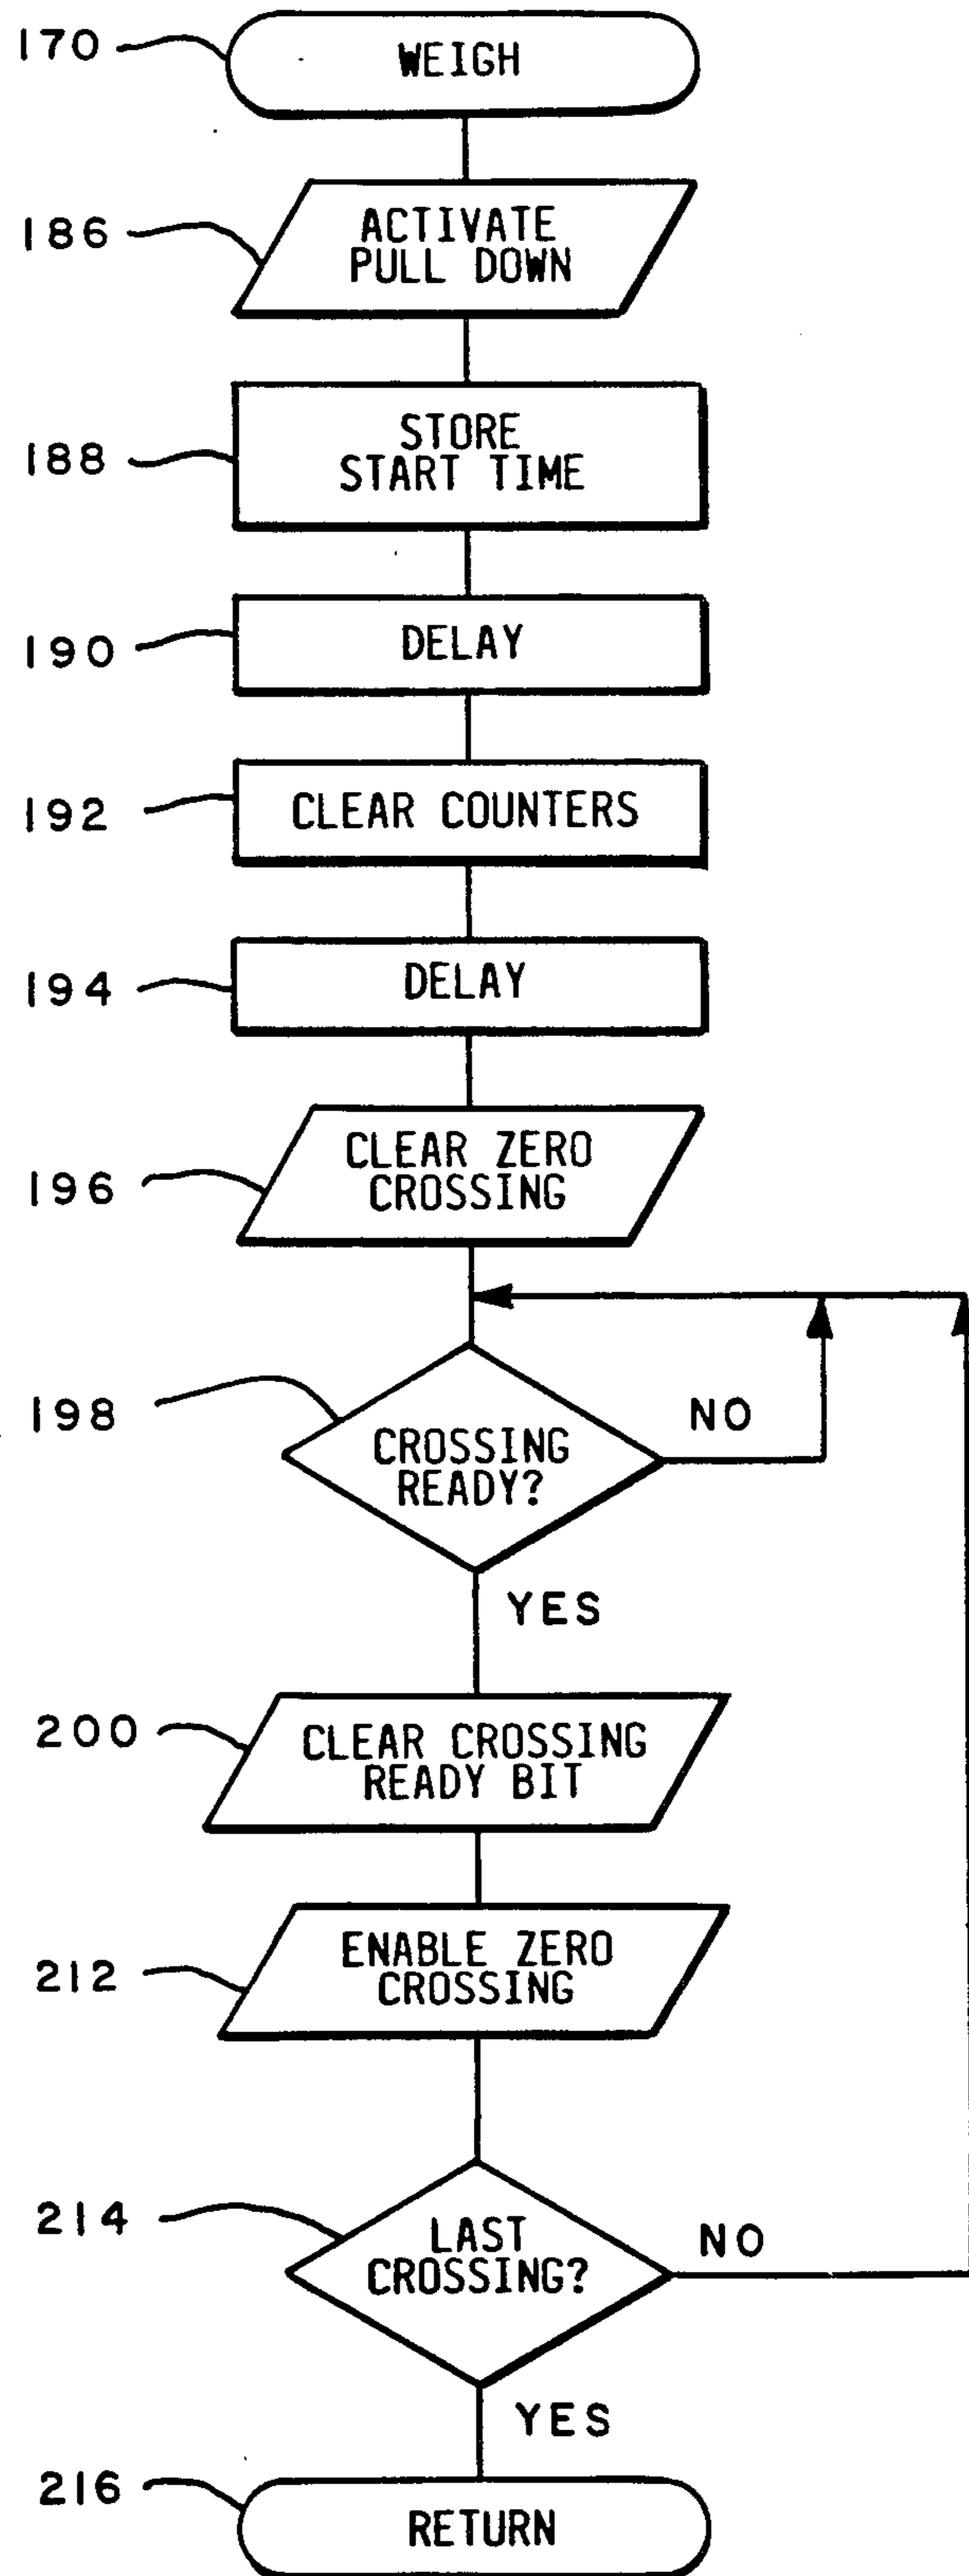 170
WEIGH
186
ACTIVATE
PULL DOWN
188
STORE
START TIME
190
DELAY
192
CLEAR COUNTERS
194
DELAY
196
CLEAR ZERO
CROSSING
198
CROSSING
READY?
NO
YES
200
CLEAR CROSSING
READY BIT
212
ENABLE ZERO
CROSSING
214
LAST
CROSSING?
NO
YES
216
RETURN